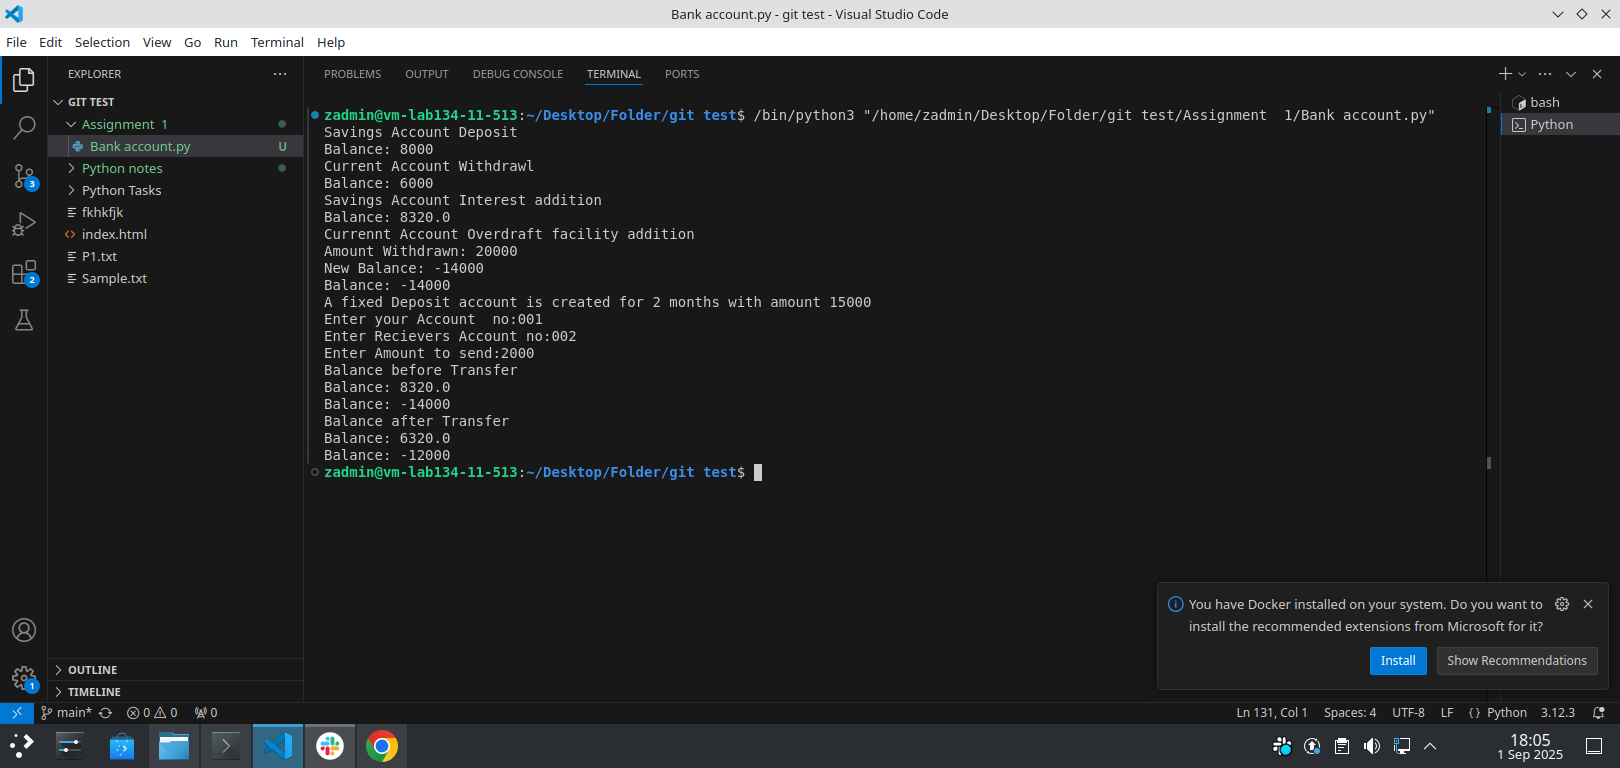 Bank account.py - git test - Visual Studio Code
File Edit Selection View Go Run Terminal Help
EXPLORER
GIT TEST
Assignment  1
Bank account.py U
Python notes
Python Tasks
fkhkfjk
index.html
P1.txt
Sample.txt
OUTLINE
TIMELINE
3
2
1
PROBLEMS OUTPUT DEBUG CONSOLE TERMINAL PORTS
zadmin@vm-lab134-11-513:~/Desktop/Folder/git test$ /bin/python3 "/home/zadmin/Desktop/Folder/git test/Assignment  1/Bank account.py"
Savings Account Deposit
Balance: 8000
Current Account Withdrawl
Balance: 6000
Savings Account Interest addition
Balance: 8320.0
Currennt Account Overdraft facility addition
Amount Withdrawn: 20000
New Balance: -14000
Balance: -14000
A fixed Deposit account is created for 2 months with amount 15000
Enter your Account  no:001
Enter Recievers Account no:002
Enter Amount to send:2000
Balance before Transfer
Balance: 8320.0
Balance: -14000
Balance after Transfer
Balance: 6320.0
Balance: -12000
zadmin@vm-lab134-11-513:~/Desktop/Folder/git test$
bash
Python
You have Docker installed on your system. Do you want to
install the recommended extensions from Microsoft for it?
Install Show Recommendations
main* 0 0 0
Ln 131, Col 1 Spaces: 4 UTF-8 LF {} Python 3.12.3
18:05
1 Sep 2025